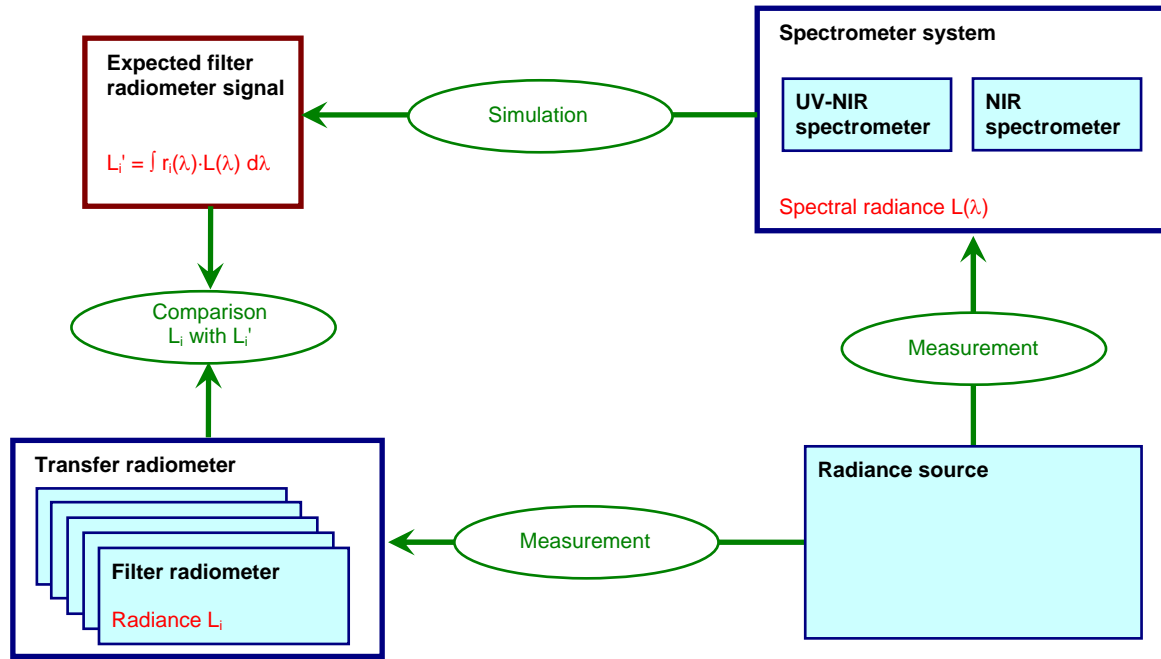 Expected filter
radiometer signal
Lᵢ' = ∫ rᵢ(λ)·L(λ) dλ
Simulation
Spectrometer system
UV-NIR
spectrometer
NIR
spectrometer
Spectral radiance L(λ)
Comparison
Lᵢ with Lᵢ'
Measurement
Transfer radiometer
Filter radiometer
Radiance Lᵢ
Measurement
Radiance source